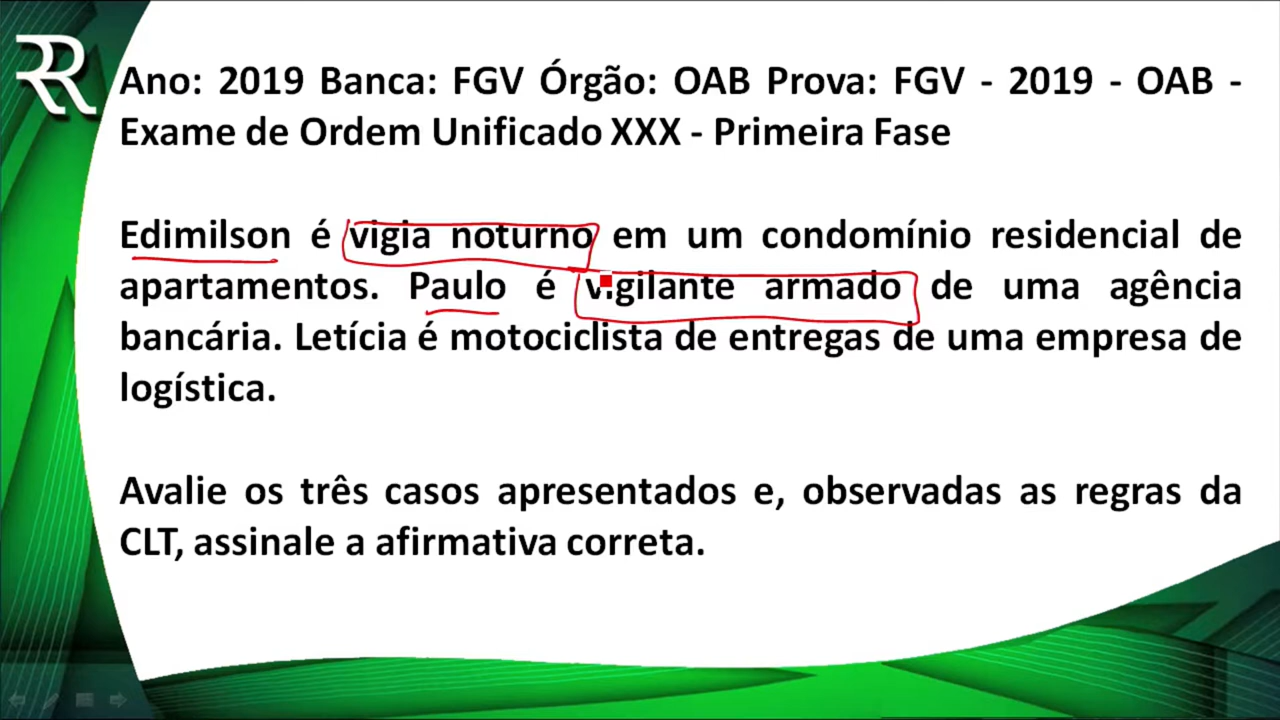 Ano: 2019 Banca: FGV Órgão: OAB Prova: FGV - 2019 - OAB -
Exame de Ordem Unificado XXX - Primeira Fase
Edimilson é vigia noturno em um condomínio residencial de
apartamentos. Paulo é vigilante armado de uma agência
bancária. Letícia é motociclista de entregas de uma empresa de
logística.
Avalie os três casos apresentados e, observadas as regras da
CLT, assinale a afirmativa correta.